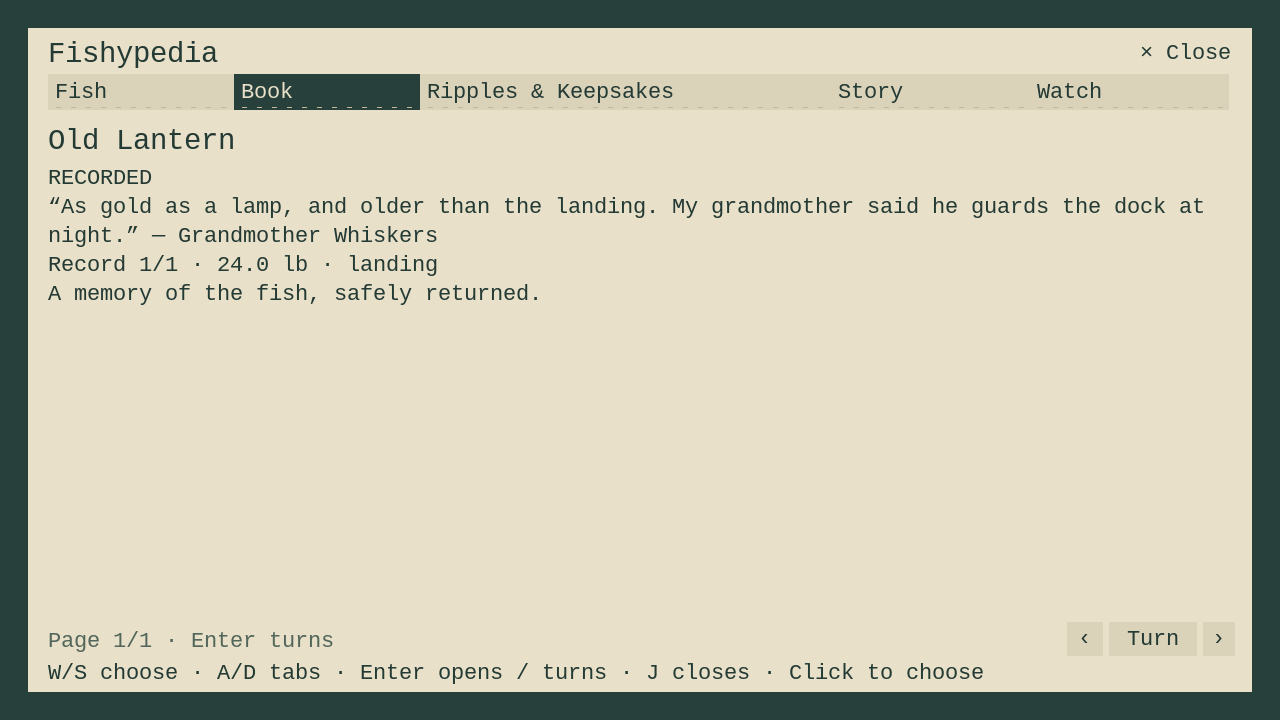 Fishypedia
× Close
Fish
Book
Ripples & Keepsakes
Story
Watch
Old Lantern
RECORDED
“As gold as a lamp, and older than the landing. My grandmother said he guards the dock at
night.” — Grandmother Whiskers
Record 1/1 · 24.0 lb · landing
A memory of the fish, safely returned.
Page 1/1 · Enter turns
‹ Turn ›
W/S choose · A/D tabs · Enter opens / turns · J closes · Click to choose